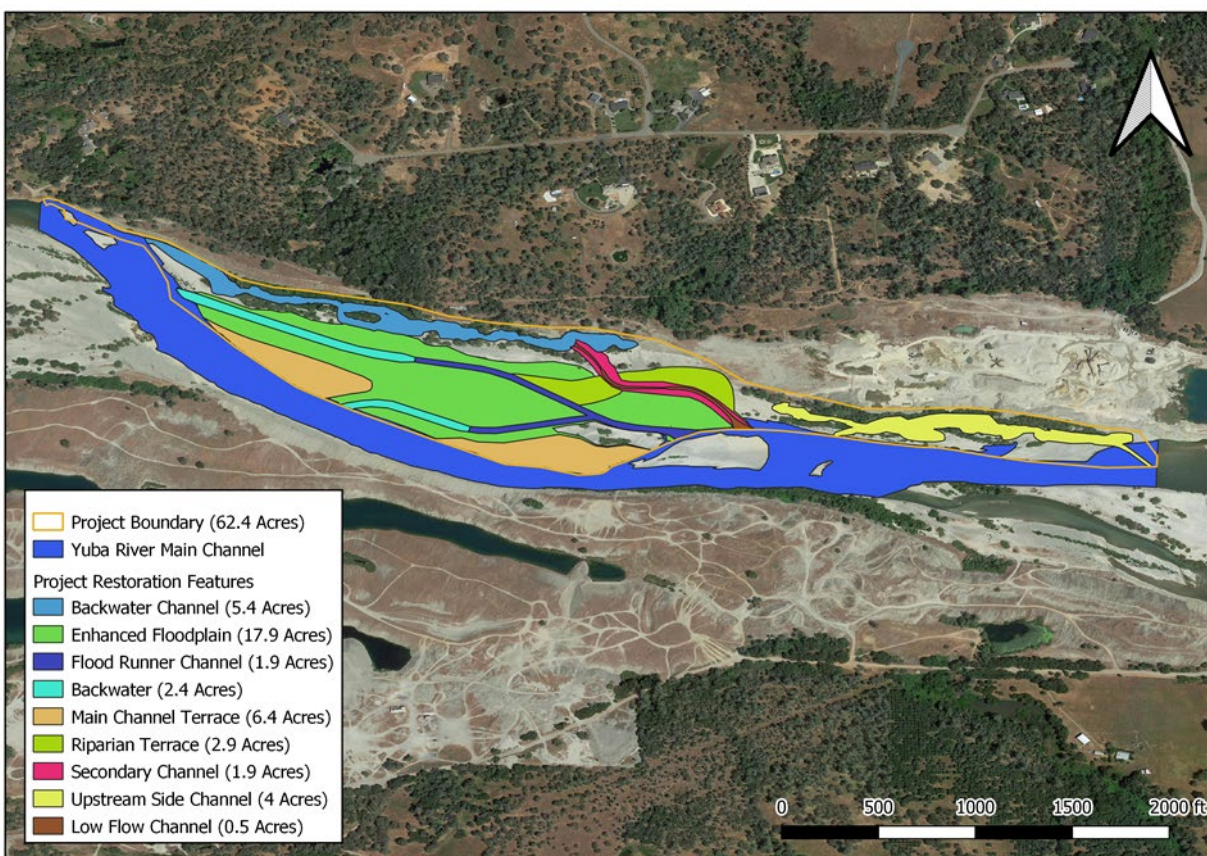 Project Boundary (62.4 Acres)
Yuba River Main Channel
Project Restoration Features
Backwater Channel (5.4 Acres)
Enhanced Floodplain (17.9 Acres)
Flood Runner Channel (1.9 Acres)
Backwater (2.4 Acres)
Main Channel Terrace (6.4 Acres)
Riparian Terrace (2.9 Acres)
Secondary Channel (1.9 Acres)
Upstream Side Channel (4 Acres)
Low Flow Channel (0.5 Acres)
0 500 1000 1500 2000 ft